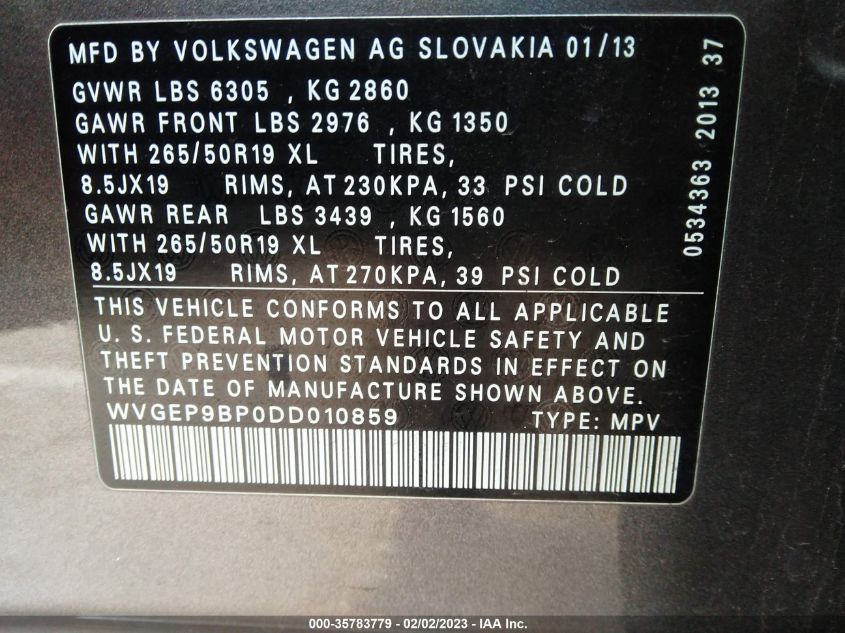 MFD BY VOLKSWAGEN AG SLOVAKIA 01/13
GVWR LBS 6305 , KG 2860
GAWR FRONT LBS 2976 , KG 1350
WITH 265/50R19 XL TIRES,
8.5JX19 RIMS, AT 230KPA, 33 PSI COLD
GAWR REAR LBS 3439 , KG 1560
WITH 265/50R19 XL TIRES,
8.5JX19 RIMS, AT 270KPA, 39 PSI COLD
THIS VEHICLE CONFORMS TO ALL APPLICABLE
U. S. FEDERAL MOTOR VEHICLE SAFETY AND
THEFT PREVENTION STANDARDS IN EFFECT ON
THE DATE OF MANUFACTURE SHOWN ABOVE.
WVGEP9BP0DD010859 TYPE: MPV
0534363 2013 37
000-35783779 — 02/02/2023 — IAA Inc.